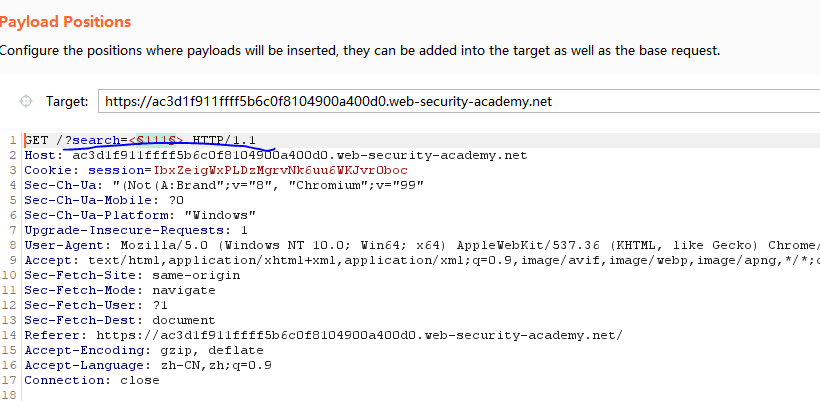 Payload Positions
Configure the positions where payloads will be inserted, they can be added into the target as well as the base request.
Target: https://ac3d1f911ffff5b6c0f8104900a400d0.web-security-academy.net
1 GET /?search=<§111§> HTTP/1.1
2 Host: ac3d1f911ffff5b6c0f8104900a400d0.web-security-academy.net
3 Cookie: session=IbxZeigWxPLDzMgrvNk6uu6WKJvrOboc
4 Sec-Ch-Ua: "(Not(A:Brand";v="8", "Chromium";v="99"
5 Sec-Ch-Ua-Mobile: ?0
6 Sec-Ch-Ua-Platform: "Windows"
7 Upgrade-Insecure-Requests: 1
8 User-Agent: Mozilla/5.0 (Windows NT 10.0; Win64; x64) AppleWebKit/537.36 (KHTML, like Gecko) Chrome/
9 Accept: text/html,application/xhtml+xml,application/xml;q=0.9,image/avif,image/webp,image/apng,*/*;
10 Sec-Fetch-Site: same-origin
11 Sec-Fetch-Mode: navigate
12 Sec-Fetch-User: ?1
13 Sec-Fetch-Dest: document
14 Referer: https://ac3d1f911ffff5b6c0f8104900a400d0.web-security-academy.net/
15 Accept-Encoding: gzip, deflate
16 Accept-Language: zh-CN,zh;q=0.9
17 Connection: close
18